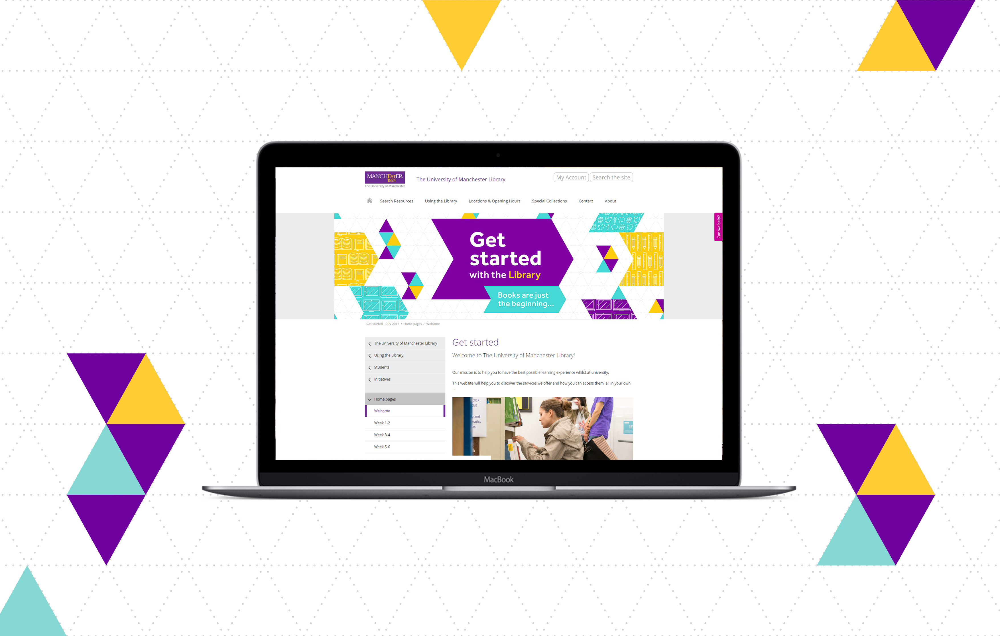 MANCHESTER
1824
The University of Manchester
The University of Manchester Library
My Account
Search the site
Search Resources
Using the Library
Locations & Opening Hours
Special Collections
Contact
About
Can we help?
Get
started
with the Library
Books are just
the beginning...
Get started - DEV 2017 / Home pages / Welcome
The University of Manchester Library
Using the Library
Students
Initiatives
Home pages
Welcome
Week 1-2
Week 3-4
Week 5-6
Get started
Welcome to The University of Manchester Library!
Our mission is to help you to have the best possible learning experience whilst at university.
This website will help you to discover the services we offer and how you can access them, all in your own
MacBook